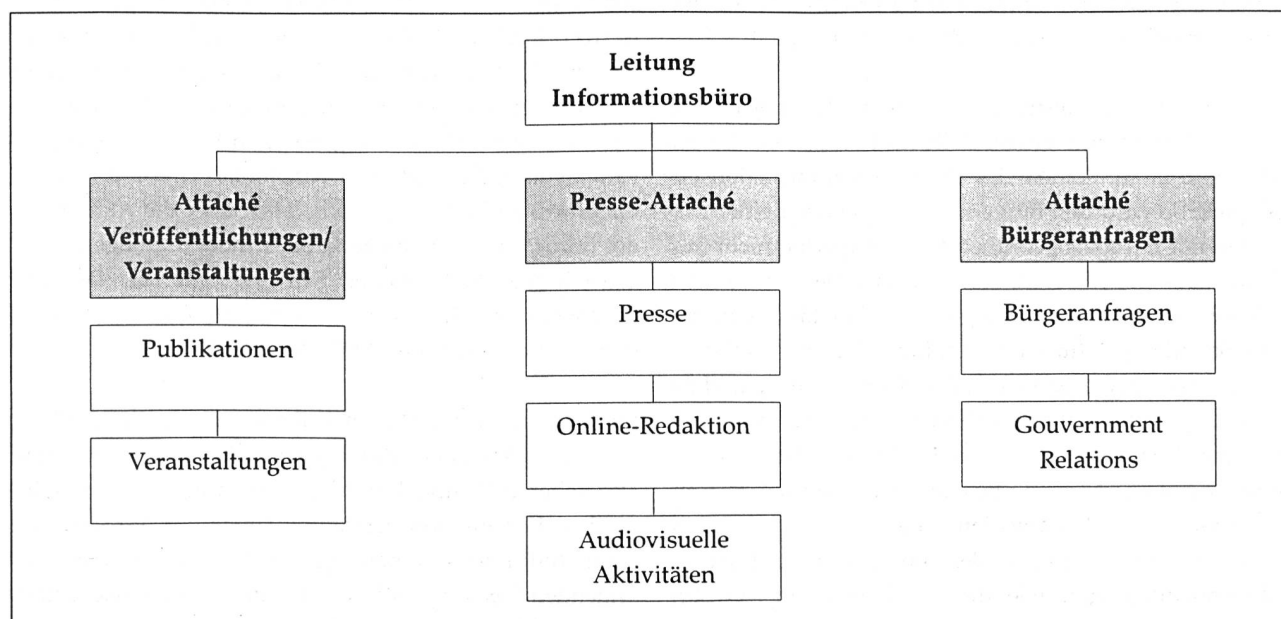 Leitung
Informationsbüro
Attaché
Veröffentlichungen/
Veranstaltungen
Publikationen
Veranstaltungen
Presse-Attaché
Presse
Online-Redaktion
Audiovisuelle
Aktivitäten
Attaché
Bürgeranfragen
Bürgeranfragen
Gouvernment
Relations